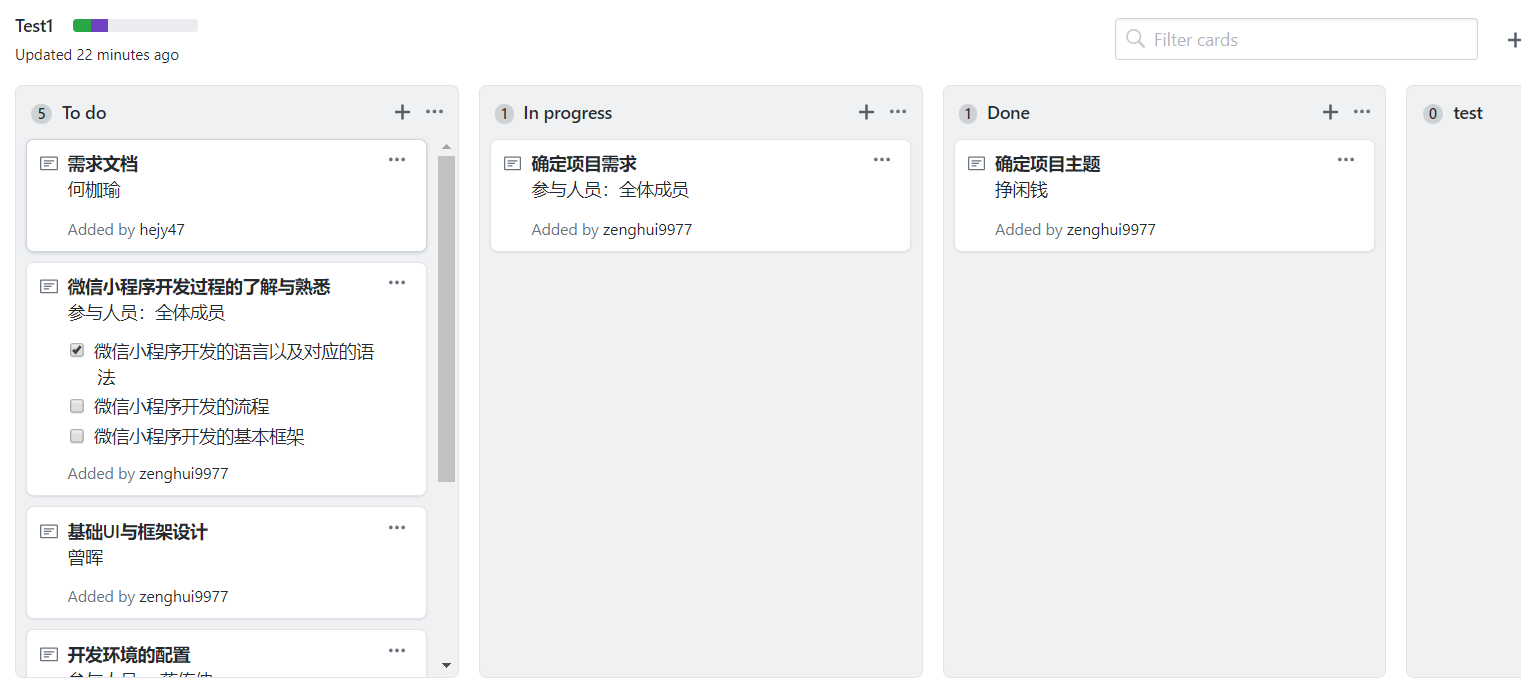 Test1
Updated 22 minutes ago
Filter cards
5 To do
需求文档
何枷瑜
Added by hejy47
微信小程序开发过程的了解与熟悉
参与人员：全体成员
微信小程序开发的语言以及对应的语
法
微信小程序开发的流程
微信小程序开发的基本框架
Added by zenghui9977
基础UI与框架设计
曾晖
Added by zenghui9977
开发环境的配置
参与人员：
1 In progress
确定项目需求
参与人员：全体成员
Added by zenghui9977
1 Done
确定项目主题
挣闲钱
Added by zenghui9977
0 test